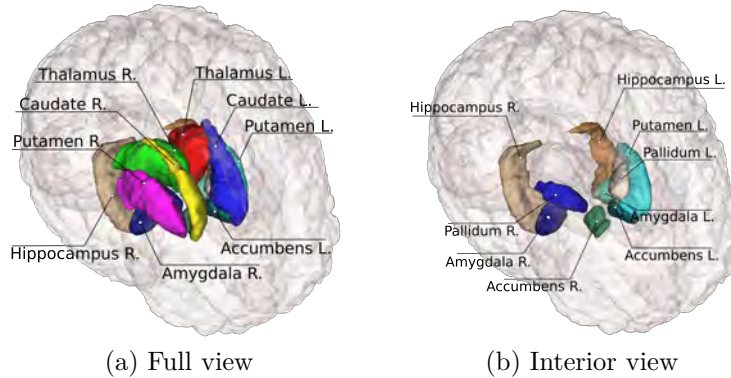 Thalamus R.
Thalamus L.
Caudate R.
Caudate L.
Putamen R.
Putamen L.
Hippocampus R.
Amygdala R.
Accumbens L.
(a) Full view
Hippocampus L.
Hippocampus R.
Putamen L.
Pallidum L.
Pallidum R.
Amygdala L.
Amygdala R.
Accumbens L.
Accumbens R.
(b) Interior view